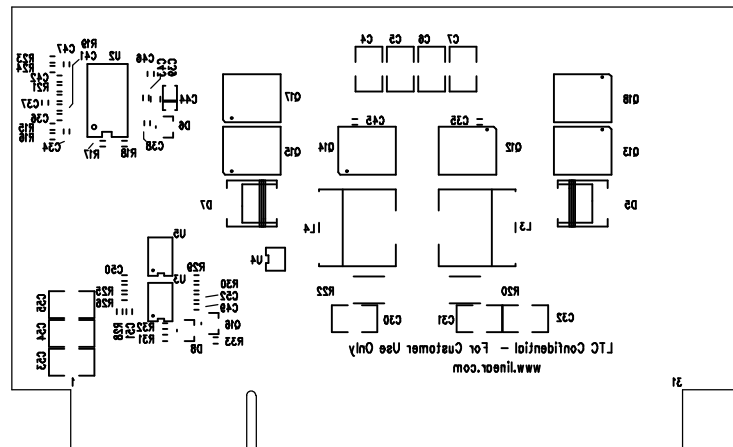 C4 C5 C6 C7
R19
U2
C47
C41
R23
R24
C42
R21
C37
C36
R15
R16
C34
R17
R18
C46
C43
C39
C44
D6
C38
Q17
Q15
C45
Q14
C35
Q12
Q18
Q13
D7
D5
L4
L3
U5
U4
C50
U3
R29
R25
R26
R30
C52
C49
C55
C54
C53
R28
C51
R32
R31
Q16
D8
R33
R22
C30
R20
C31
C32
LTC Confidential – For Customer Use Only
www.linear.com
1
31